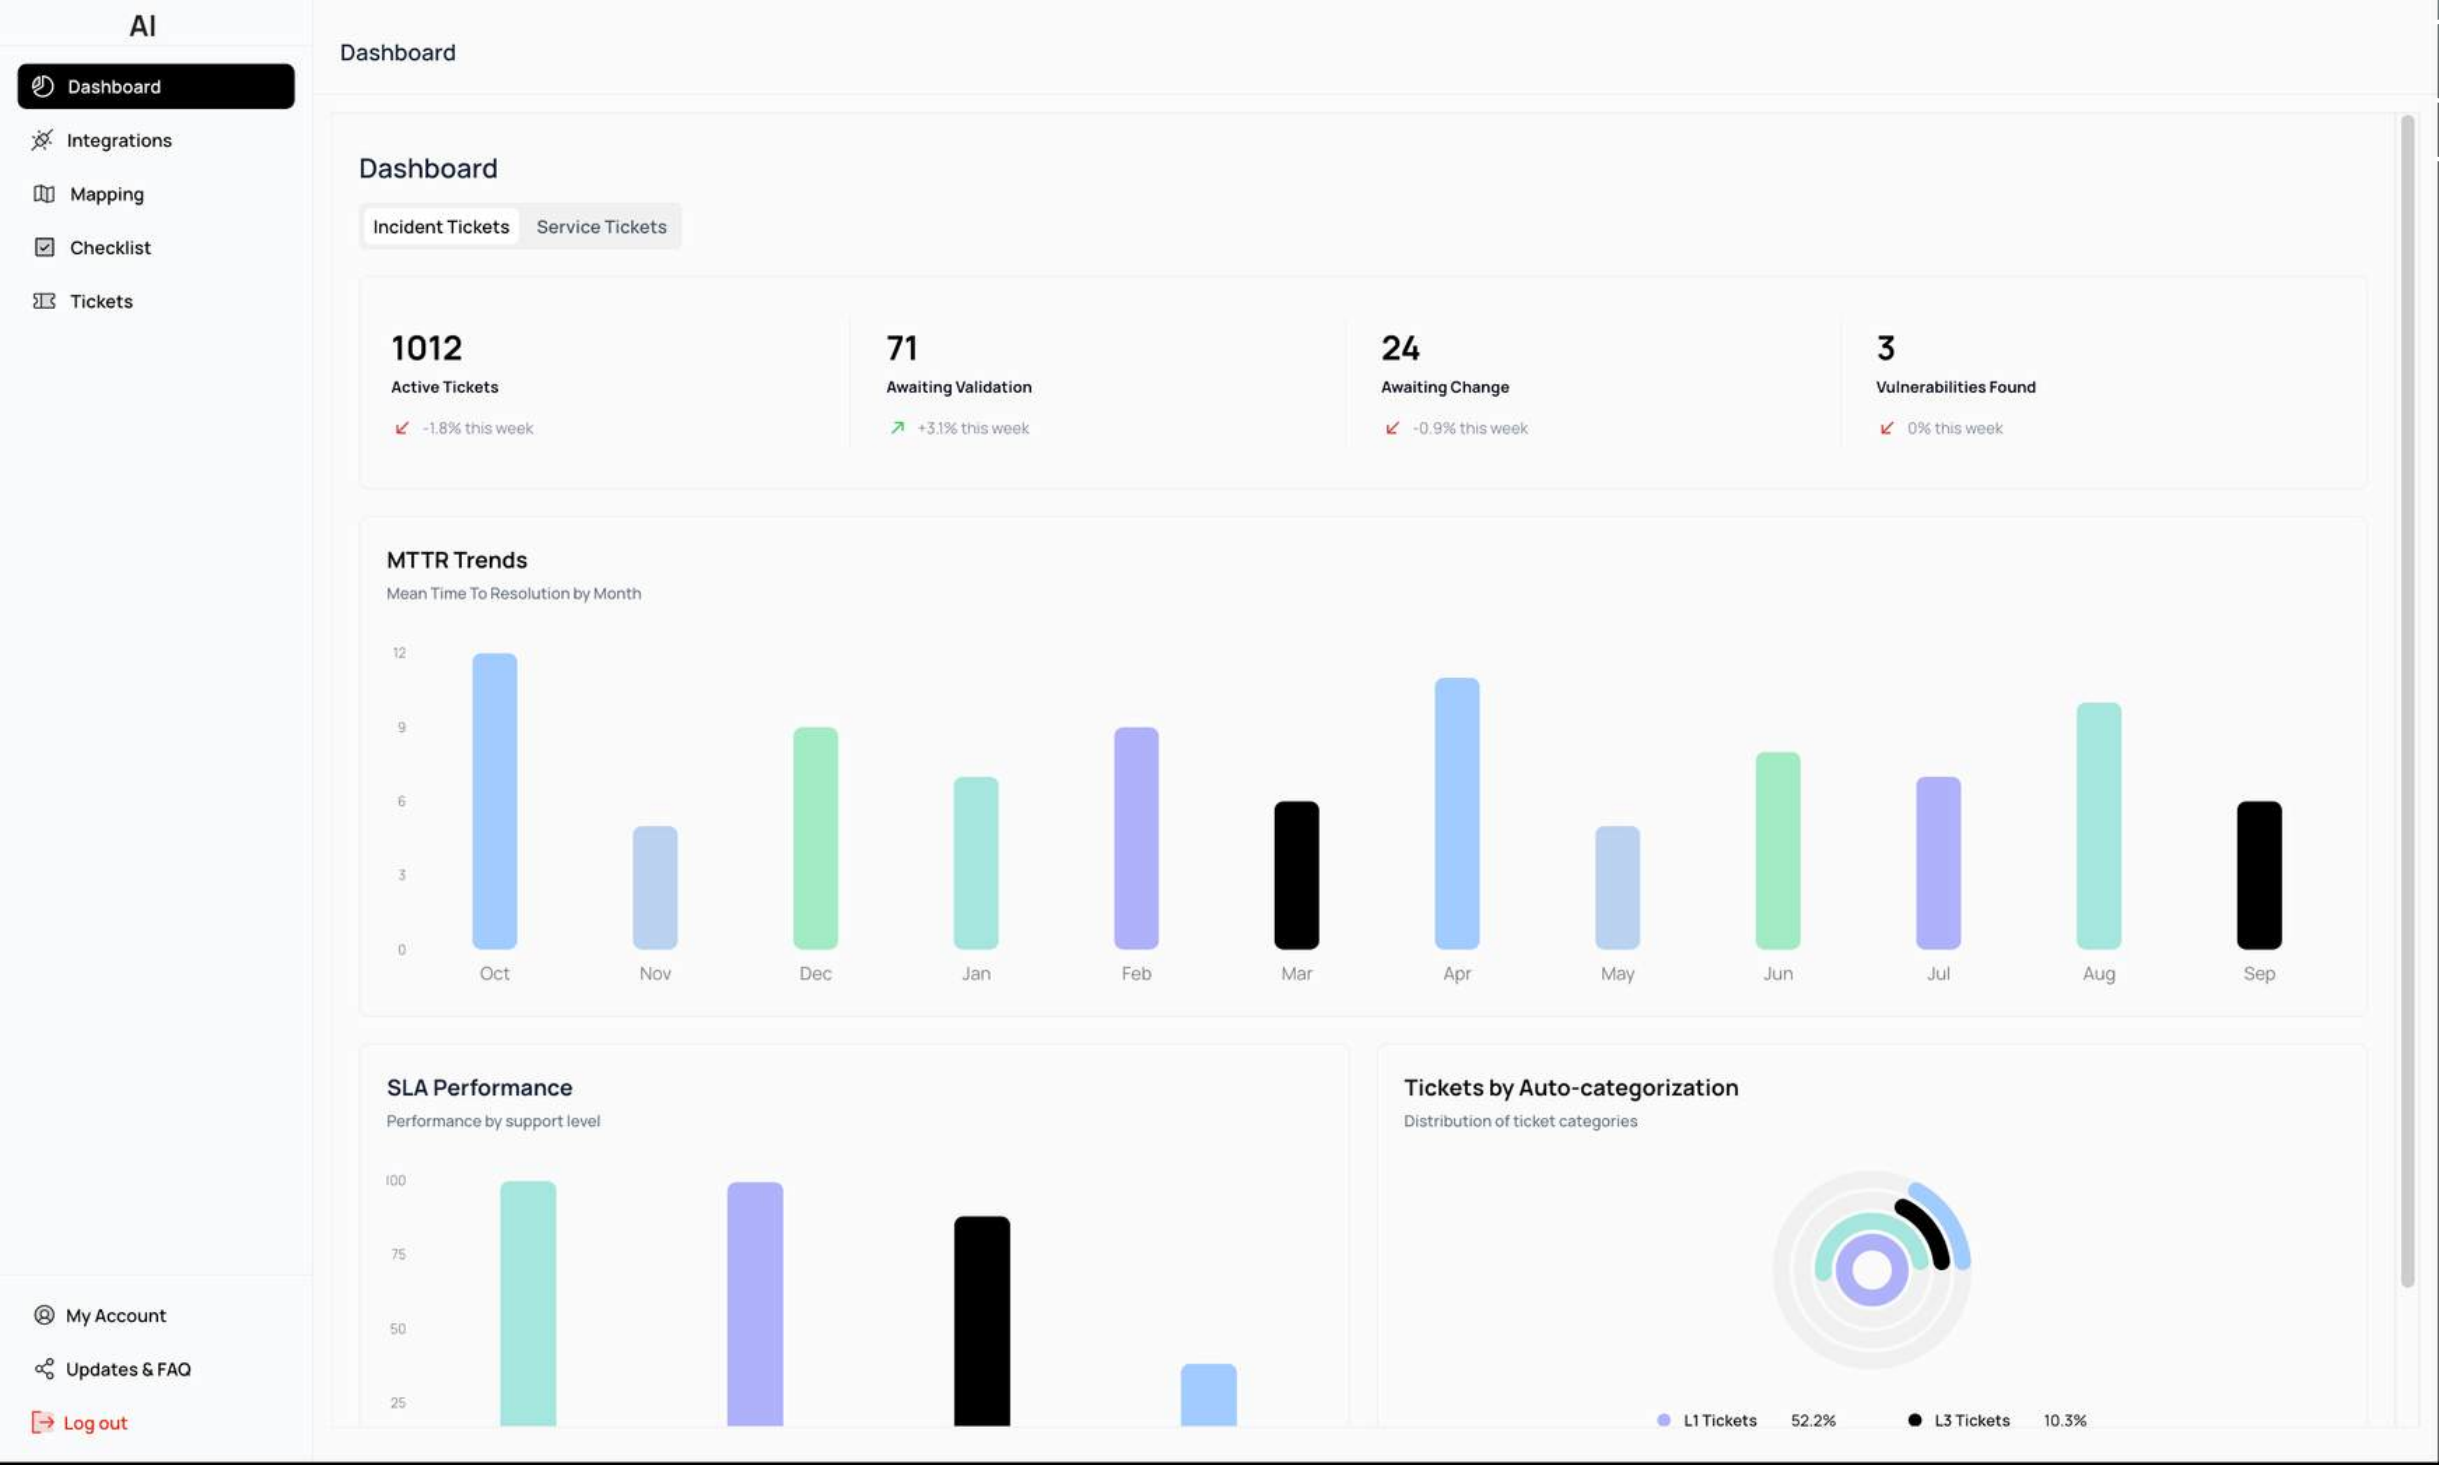 AI
Dashboard
Integrations
Mapping
Checklist
Tickets
My Account
Updates & FAQ
Log out
Dashboard
Dashboard
Incident Tickets Service Tickets
1012
Active Tickets
-1.8% this week
71
Awaiting Validation
+3.1% this week
24
Awaiting Change
-0.9% this week
3
Vulnerabilities Found
0% this week
MTTR Trends
Mean Time To Resolution by Month
12
9
6
3
0
Oct Nov Dec Jan Feb Mar Apr May Jun Jul Aug Sep
SLA Performance
Performance by support level
100
75
50
25
Tickets by Auto-categorization
Distribution of ticket categories
L1 Tickets 52.2% L3 Tickets 10.3%